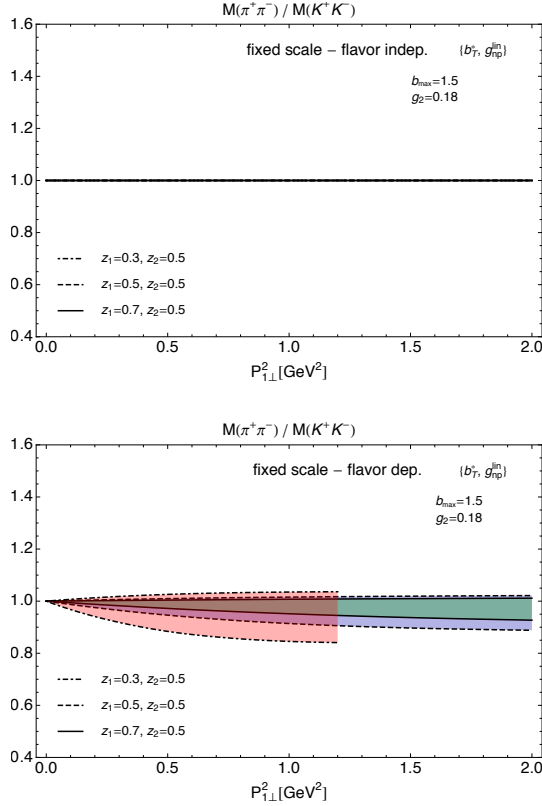 M(π⁺π⁻) / M(K⁺K⁻)
1.6
fixed scale – flavor indep. {b*T, g^lin_np}
b_max=1.5
1.4
g₂=0.18
1.2
1.0
0.8
z₁=0.3, z₂=0.5
0.6
z₁=0.5, z₂=0.5
z₁=0.7, z₂=0.5
0.4
0.0 0.5 1.0 1.5 2.0
P²₁⊥[GeV²]
M(π⁺π⁻) / M(K⁺K⁻)
1.6
fixed scale – flavor dep. {b*T, g^lin_np}
b_max=1.5
1.4
g₂=0.18
1.2
1.0
0.8
z₁=0.3, z₂=0.5
0.6
z₁=0.5, z₂=0.5
z₁=0.7, z₂=0.5
0.4
0.0 0.5 1.0 1.5 2.0
P²₁⊥[GeV²]